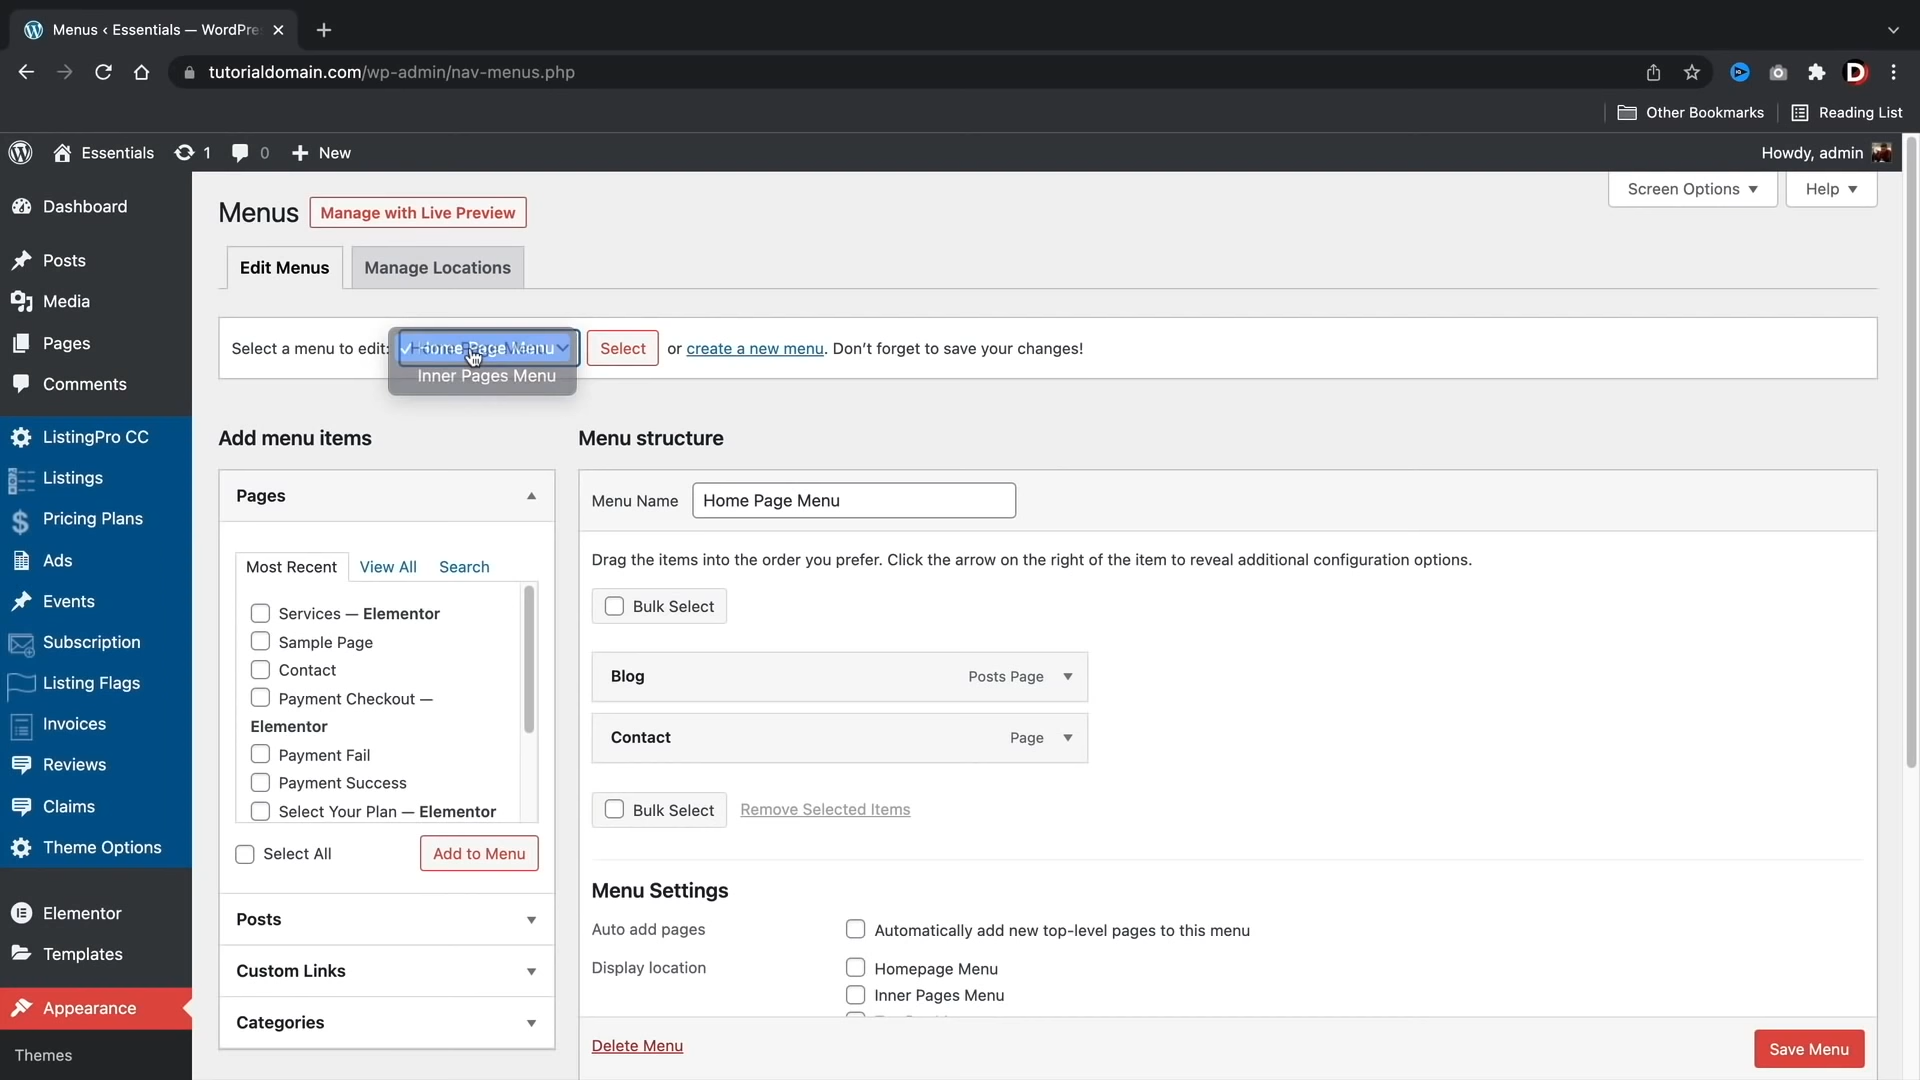 Menus ‹ Essentials — WordPre
tutorialdomain.com/wp-admin/nav-menus.php
Other Bookmarks
Reading List
Essentials
1
0
New
Howdy, admin
Dashboard
Posts
Media
Pages
Comments
ListingPro CC
Listings
Pricing Plans
Ads
Events
Subscription
Listing Flags
Invoices
Reviews
Claims
Theme Options
Elementor
Templates
Appearance
Themes
Menus
Manage with Live Preview
Screen Options
Help
Edit Menus
Manage Locations
Select a menu to edit:
Home Page Menu
Inner Pages Menu
Select
or create a new menu. Don’t forget to save your changes!
Add menu items
Pages
Most Recent
View All
Search
Services — Elementor
Sample Page
Contact
Payment Checkout —
Elementor
Payment Fail
Payment Success
Select Your Plan — Elementor
Select All
Add to Menu
Posts
Custom Links
Categories
Menu structure
Menu Name
Home Page Menu
Drag the items into the order you prefer. Click the arrow on the right of the item to reveal additional configuration options.
Bulk Select
Blog
Posts Page
Contact
Page
Bulk Select
Remove Selected Items
Menu Settings
Auto add pages
Automatically add new top-level pages to this menu
Display location
Homepage Menu
Inner Pages Menu
Delete Menu
Save Menu